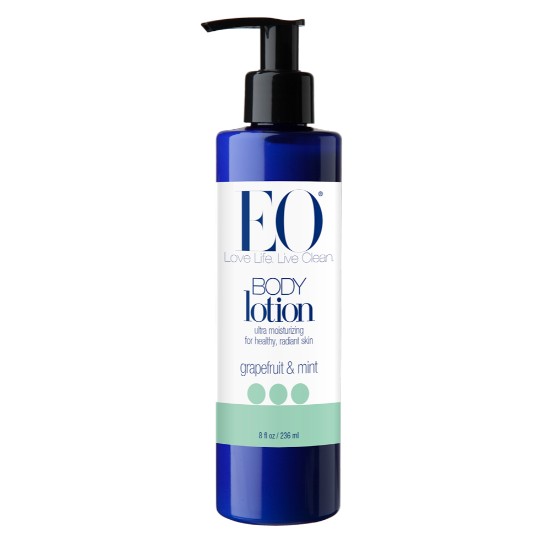 EO®
Love Life. Live Clean.
BODY
lotion
ultra moisturizing
for healthy, radiant skin
grapefruit & mint
8 fl oz / 236 ml